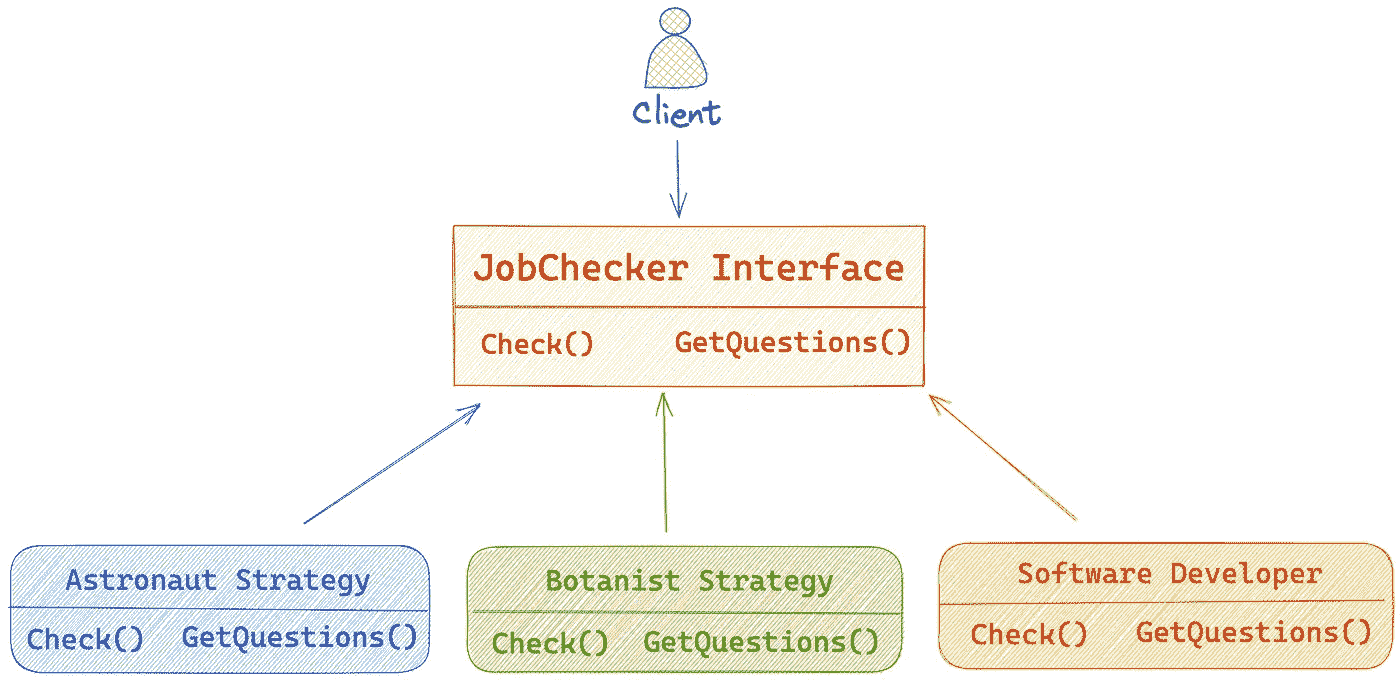 Client
JobChecker Interface
Check() GetQuestions()
Astronaut Strategy
Check() GetQuestions()
Botanist Strategy
Check() GetQuestions()
Software Developer
Check() GetQuestions()